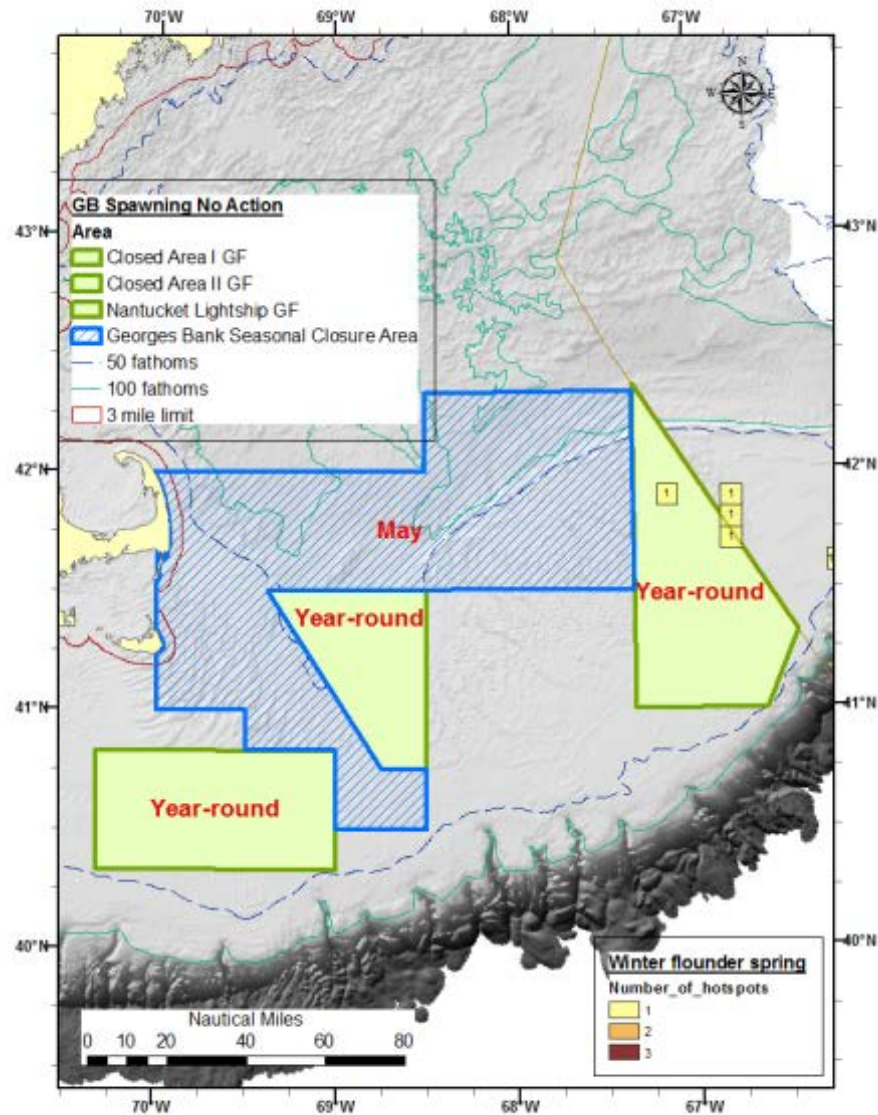 70°W 69°W 68°W 67°W
N
W E
S
43°N 43°N
GB Spawning No Action
Area
Closed Area I GF
Closed Area II GF
Nantucket Lightship GF
Georges Bank Seasonal Closure Area
50 fathoms
100 fathoms
3 mile limit
42°N 42°N
1 1
1
1
May
Year-round
Year-round
41°N 41°N
Year-round
40°N 40°N
Winter flounder spring
Number_of_hotspots
1
2
3
Nautical Miles
0 10 20 40 60 80
70°W 69°W 68°W 67°W